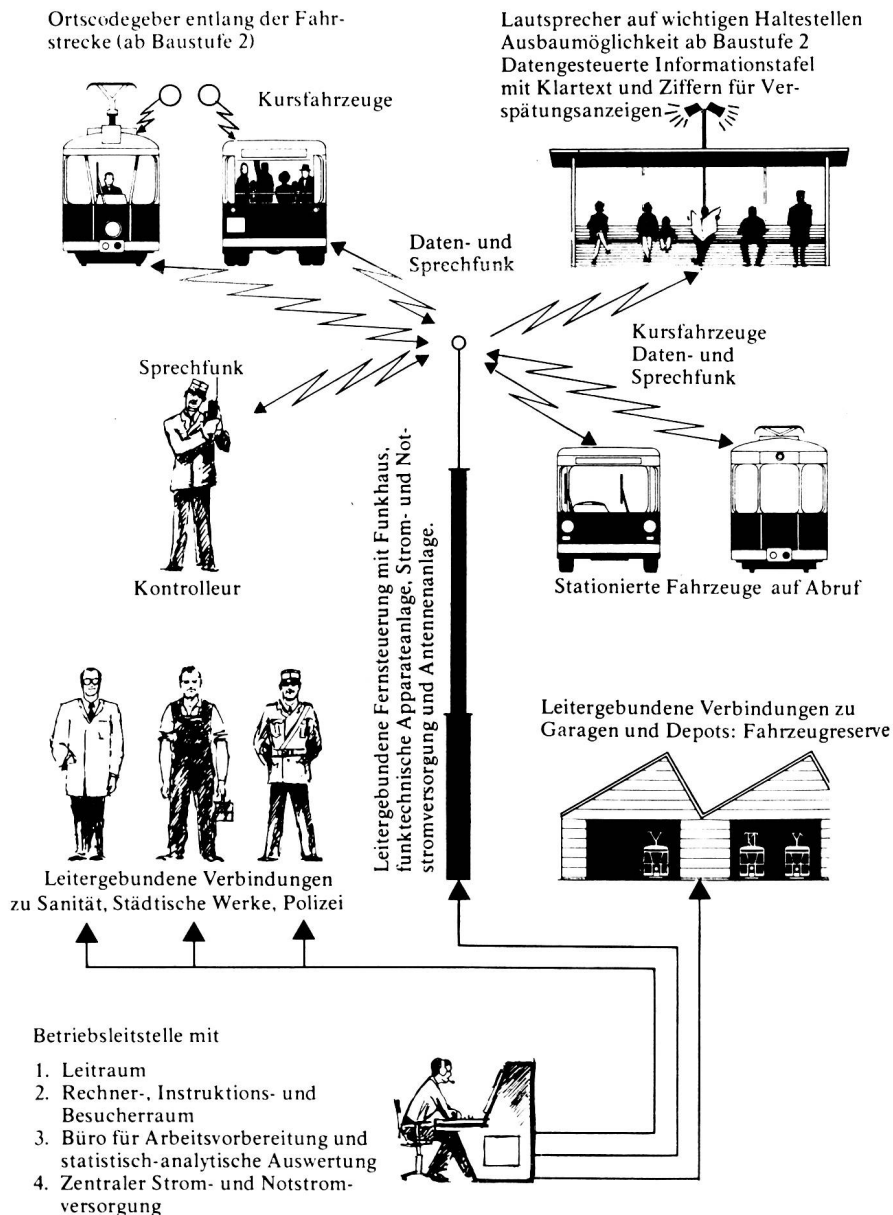 Ortscodegeber entlang der Fahr-
strecke (ab Baustufe 2)
Kursfahrzeuge
Lautsprecher auf wichtigen Haltestellen
Ausbaumöglichkeit ab Baustufe 2
Datengesteuerte Informationstafel
mit Klartext und Ziffern für Ver-
spätungsanzeigen
Daten- und
Sprechfunk
Kursfahrzeuge
Daten- und
Sprechfunk
Sprechfunk
Kontrolleur
Stationierte Fahrzeuge auf Abruf
Leitergebundene Fernsteuerung mit Funkhaus,
funktechnische Apparateanlage, Strom- und Not-
stromversorgung und Antennenanlage.
Leitergebundene Verbindungen zu
Garagen und Depots: Fahrzeugreserve
Leitergebundene Verbindungen
zu Sanität, Städtische Werke, Polizei
Betriebsleitstelle mit
1. Leitraum
2. Rechner-, Instruktions- und
Besucherraum
3. Büro für Arbeitsvorbereitung und
statistisch-analytische Auswertung
4. Zentraler Strom- und Notstrom-
versorgung